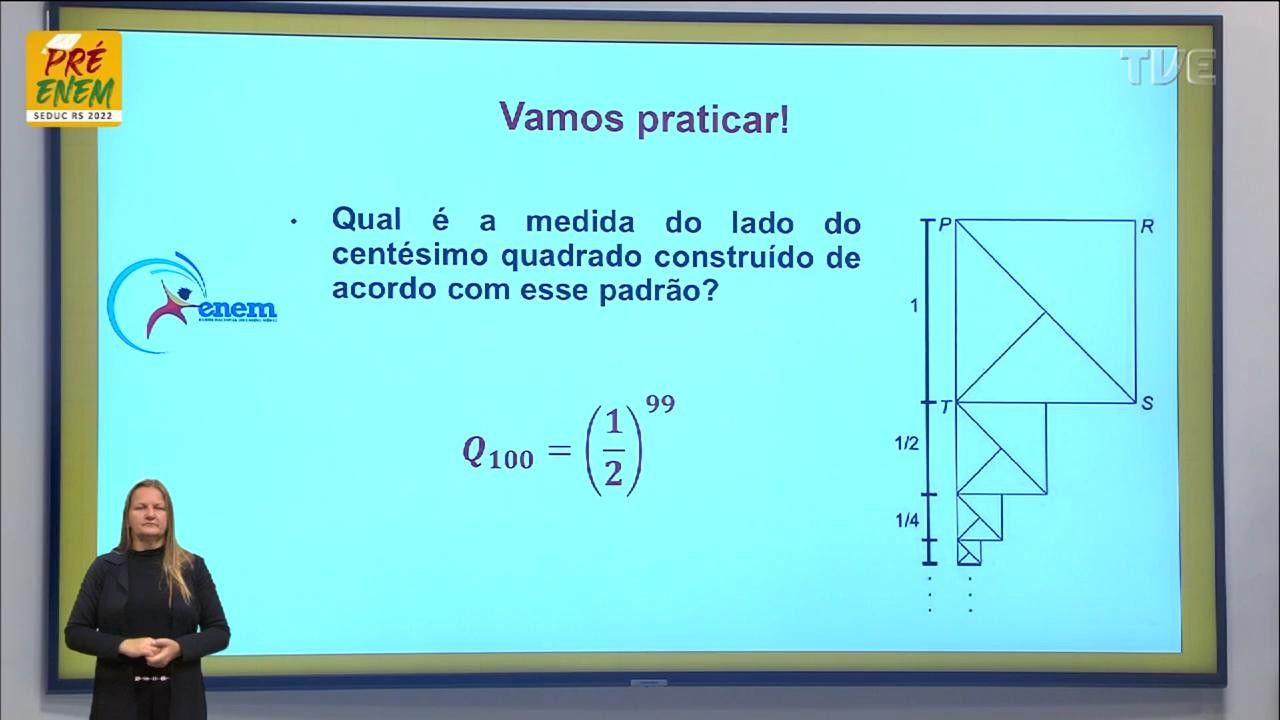 PRÉ
ENEM
SEDUC RS 2022
TVE
Vamos praticar!
• Qual é a medida do lado do
centésimo quadrado construído de
acordo com esse padrão?
enem
Q₁₀₀ = (1/2)⁹⁹
P
R
1
T
S
1/2
1/4